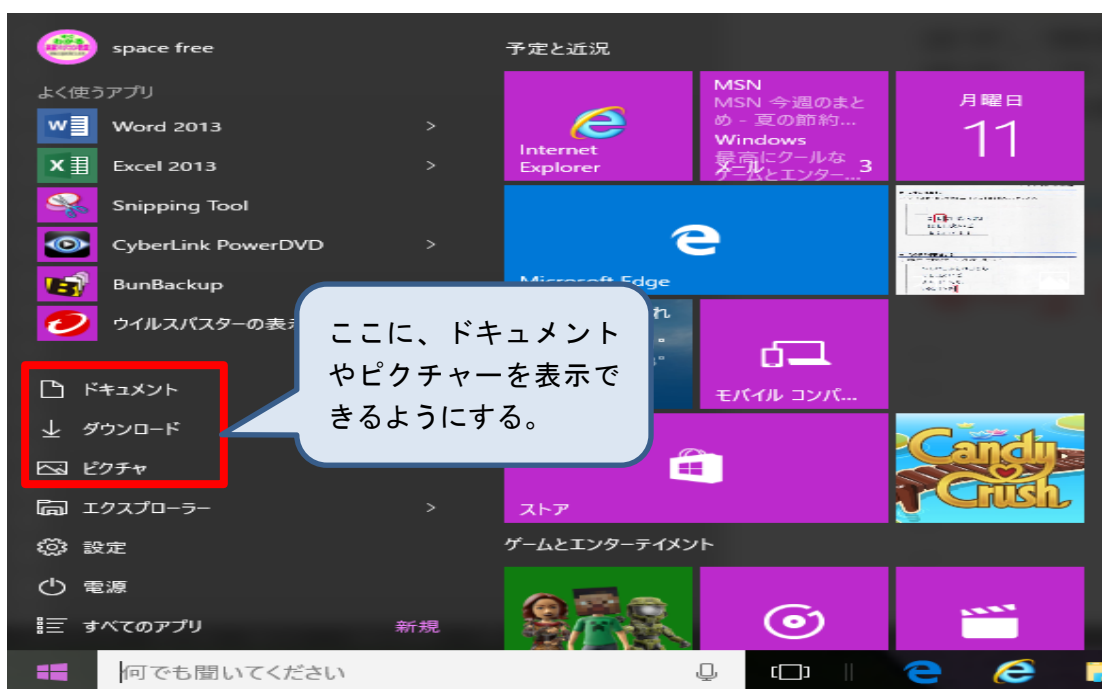 space free
よく使うアプリ
Word 2013
Excel 2013
Snipping Tool
CyberLink PowerDVD
BunBackup
ウイルスバスターの表
ドキュメント
ダウンロード
ピクチャ
エクスプローラー
設定
電源
すべてのアプリ
新規
何でも聞いてください
ここに、ドキュメント
やピクチャーを表示で
きるようにする。
予定と近況
Internet
Explorer
MSN
MSN 今週のまと
め - 夏の節約...
Windows
最高にクールな
ゲームとエンター...
メール 3
月曜日
11
Microsoft Edge
れ
モバイル コンパ...
ストア
Candy
Crush
ゲームとエンターテイメント